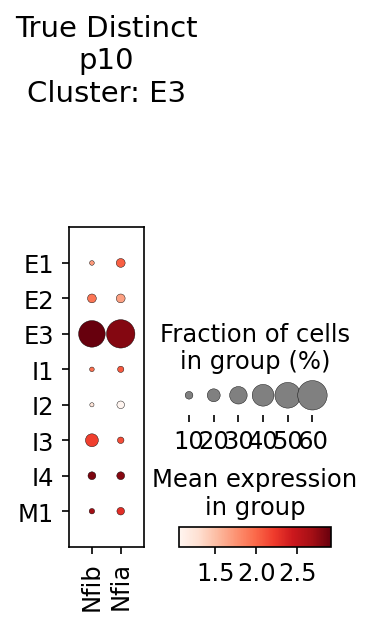 True Distinct
p10
Cluster: E3
E1
E2
E3
I1
I2
I3
I4
M1
Nfib
Nfia
Fraction of cells
in group (%)
10 20 30 40 50 60
Mean expression
in group
1.5 2.0 2.5